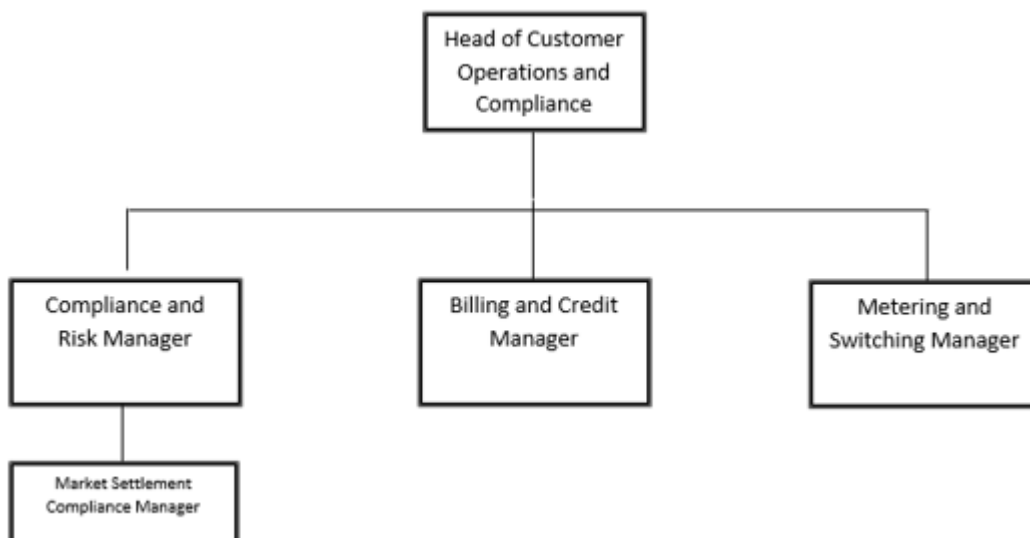 Head of Customer
Operations and
Compliance
Compliance and
Risk Manager
Billing and Credit
Manager
Metering and
Switching Manager
Market Settlement
Compliance Manager